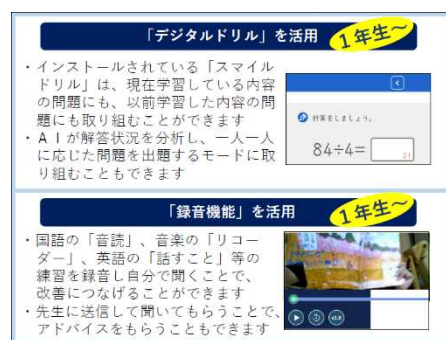 「デジタルドリル」を活用
1年生～
・インストールされている「スマイル
ドリル」は、現在学習している内容
の問題にも、以前学習した内容の問
題にも取り組むことができます
・ＡＩが解答状況を分析し、一人一人
に応じた問題を出題するモードに取
り組むこともできます
計算をしましょう。
84÷4=
21
「録音機能」を活用
1年生～
・国語の「音読」、音楽の「リコー
ダー」、英語の「話すこと」等の
練習を録音し自分で聞くことで、
改善につなげることができます
・先生に送信して聞いてもらうことで、
アドバイスをもらうこともできます